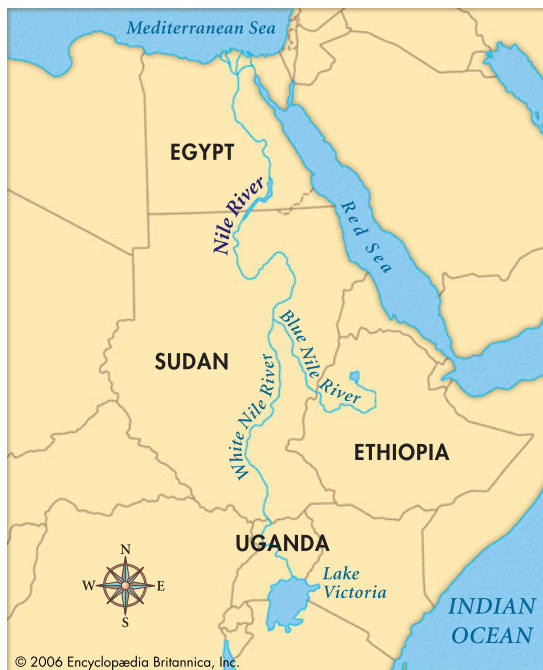 Mediterranean Sea
EGYPT
Nile River
Red Sea
Blue Nile River
SUDAN
White Nile River
ETHIOPIA
UGANDA
Lake
Victoria
N
W
E
S
INDIAN
OCEAN
© 2006 Encyclopædia Britannica, Inc.